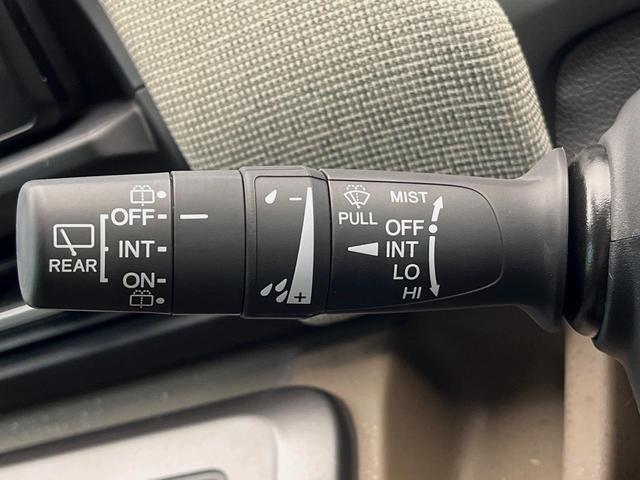 OFF
INT
ON
REAR
-
+
PULL
MIST
OFF
INT
LO
HI